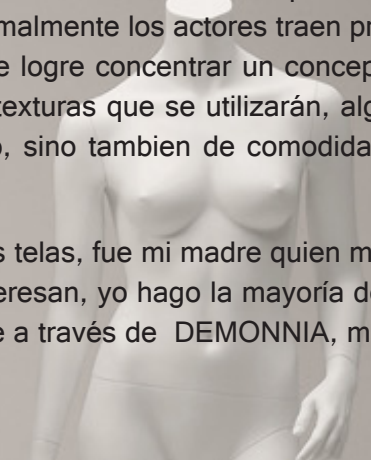 malmente los actores traen pr
e logre concentrar un concep
texturas que se utilizarán, alg
, sino tambien de comodida
s telas, fue mi madre quien m
eresan, yo hago la mayoría d
e a través de DEMONNIA, m